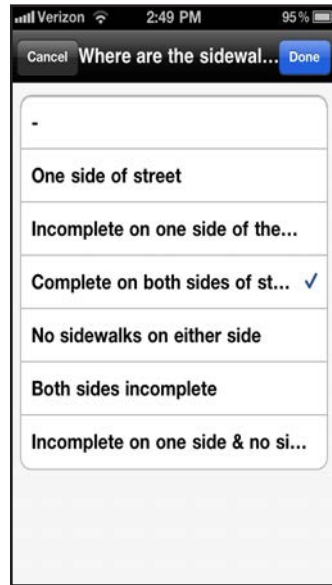 Verizon 2:49 PM 95%
Cancel Where are the sidewal... Done
-
One side of street
Incomplete on one side of the...
Complete on both sides of st... ✓
No sidewalks on either side
Both sides incomplete
Incomplete on one side & no si...